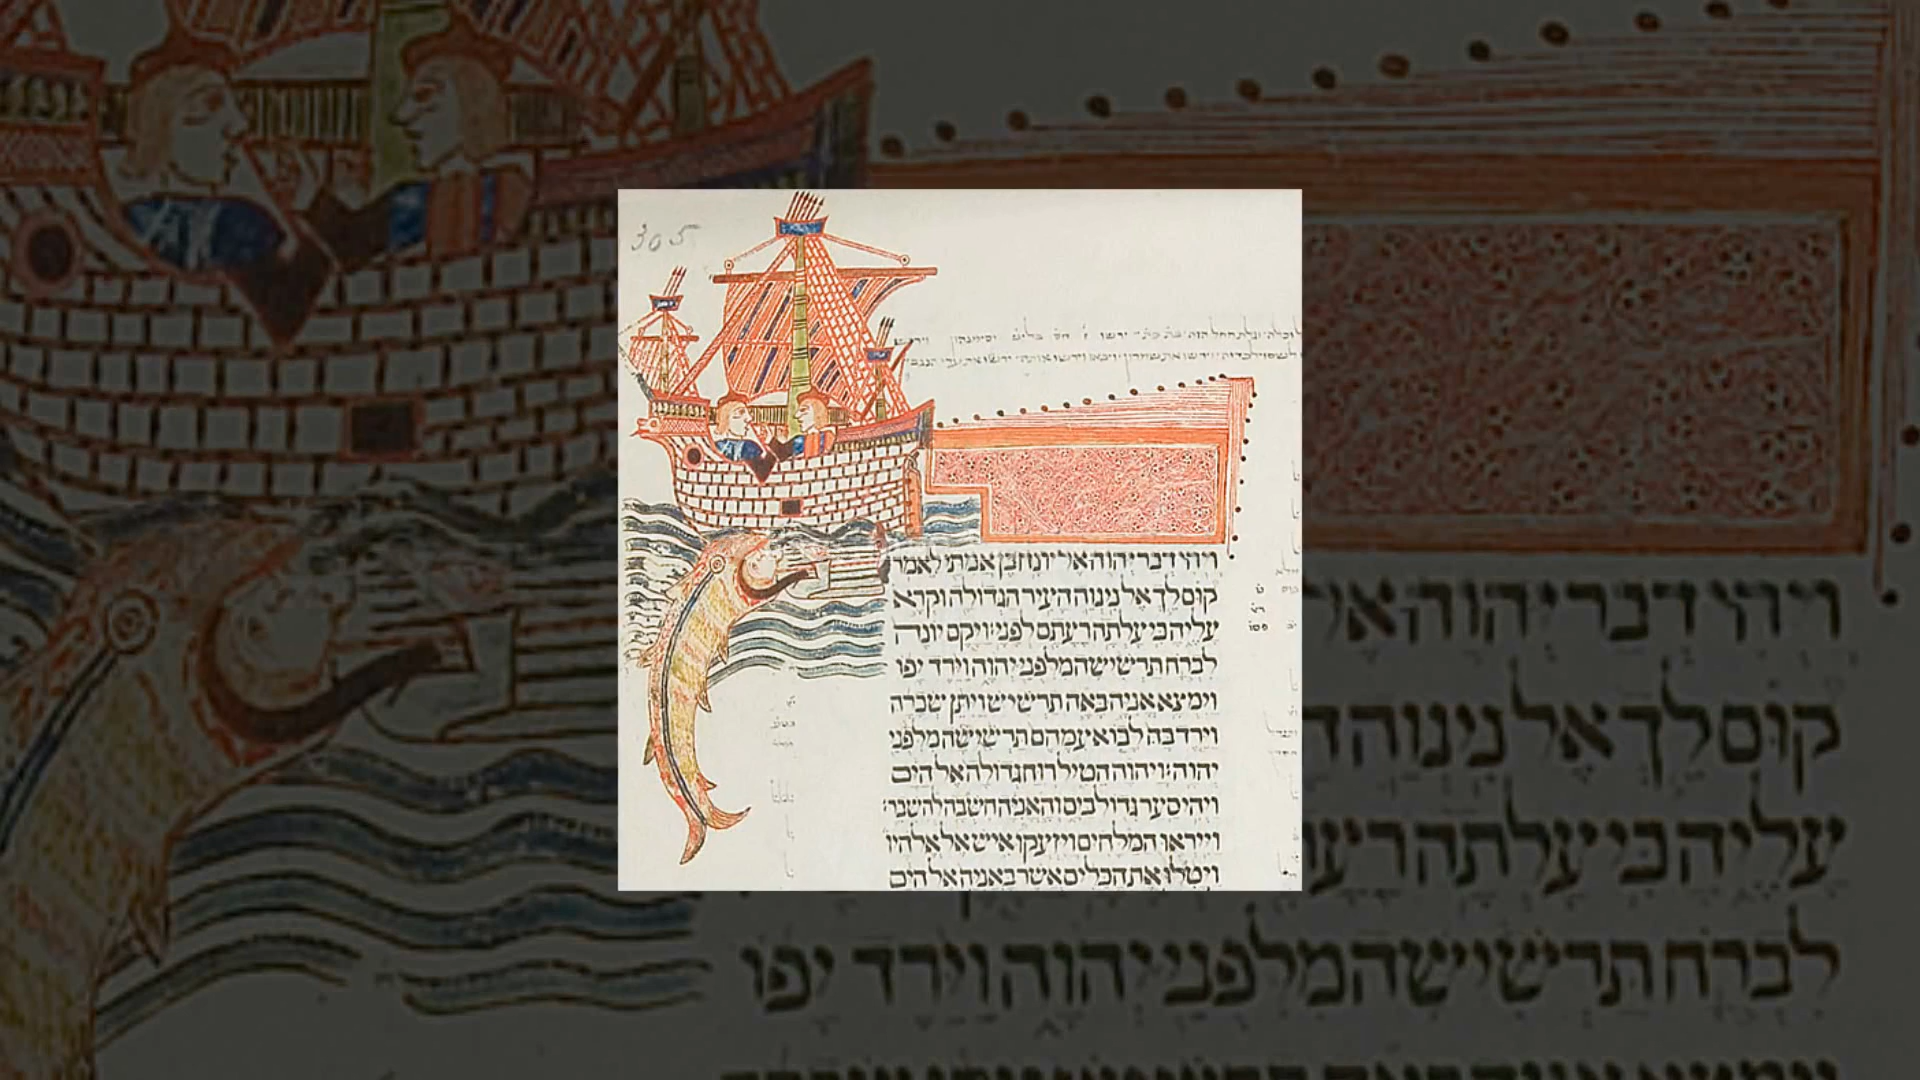 305
ויהי דבר יהוה אל יונה בן אמתי לאמר
קום לך אל נינוה העיר הגדולה וקרא
עליה כי עלתה רעתם לפני: ויקם יונה
לברח תרשישה מלפני יהוה וירד יפו
וימצא אניה באה תרשיש ויתן שכרה
וירד בה לבוא עמהם תרשישה מלפני
יהוה: ויהוה הטיל רוח גדולה אל הים
ויהי סער גדול בים והאניה חשבה להשבר:
וייראו המלחים ויזעקו איש אל אלהיו
ויטלו את הכלים אשר באניה אל הים